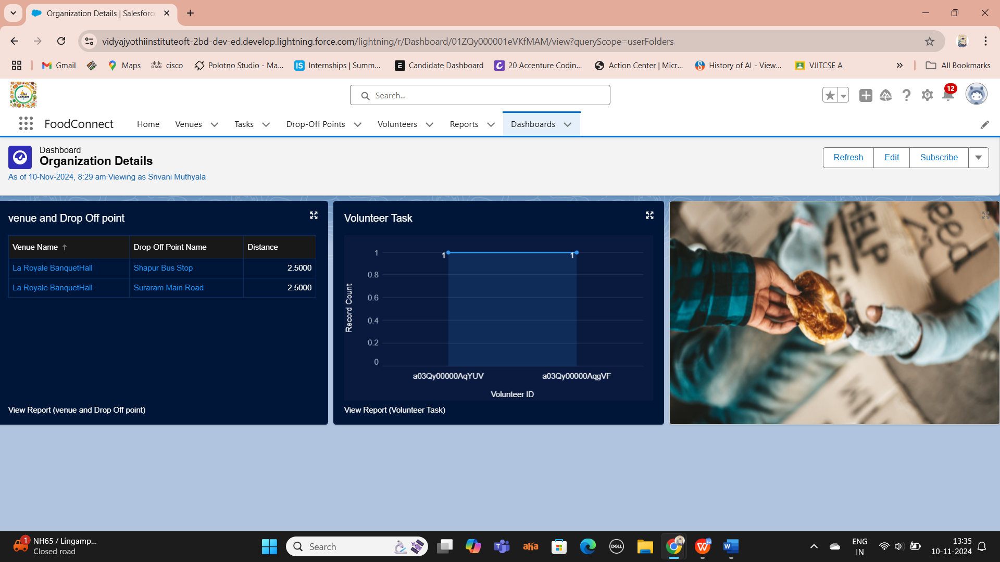 Organization Details | Salesforc
vidyajyothiinstituteoft-2bd-dev-ed.develop.lightning.force.com/lightning/r/Dashboard/01ZQy000001eVKfMAM/view?queryScope=userFolders
Gmail
Maps
cisco
Polotno Studio - Ma...
Internships | Summ...
Candidate Dashboard
20 Accenture Codin...
Action Center | Micr...
History of AI - View...
VJITCSE A
All Bookmarks
Search...
12
FoodConnect
Home
Venues
Tasks
Drop-Off Points
Volunteers
Reports
Dashboards
Dashboard
Organization Details
As of 10-Nov-2024, 8:29 am·Viewing as Srivani Muthyala
Refresh
Edit
Subscribe
venue and Drop Off point
Venue Name ↑ Drop-Off Point Name Distance
La Royale BanquetHall Shapur Bus Stop 2.5000
La Royale BanquetHall Suraram Main Road 2.5000
View Report (venue and Drop Off point)
Volunteer Task
Record Count
1
0.8
0.6
0.4
0.2
0
1
1
a03Qy00000AqYUV
a03Qy00000AqgVF
Volunteer ID
View Report (Volunteer Task)
HELP
need
1
NH65 / Lingamp...
Closed road
Search
aha
DELL
ENG
IN
13:35
10-11-2024